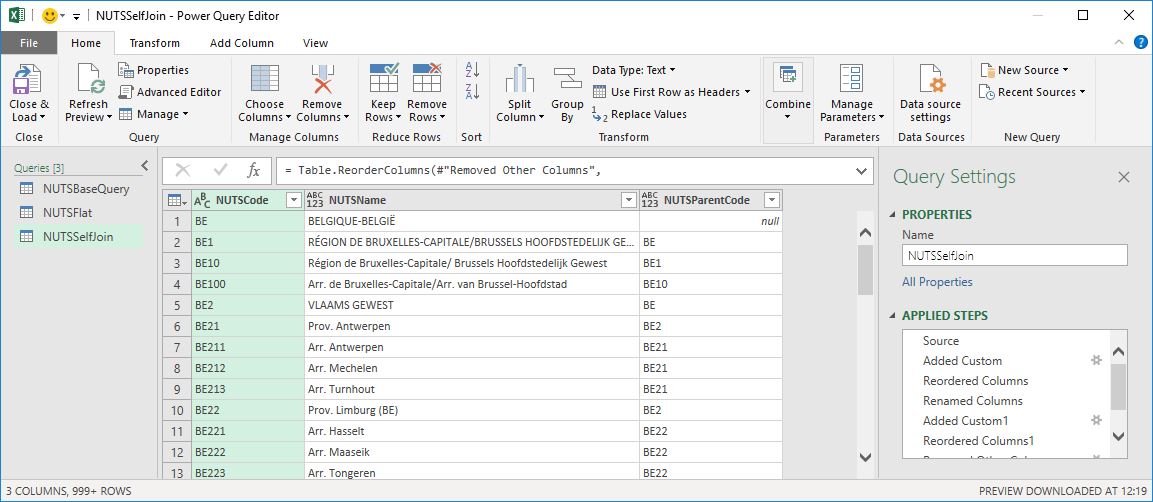 NUTSSelfJoin - Power Query Editor
File Home Transform Add Column View
Close & Load
Refresh Preview
Properties
Advanced Editor
Manage
Choose Columns
Remove Columns
Keep Rows
Remove Rows
Split Column
Group By
Data Type: Text
Use First Row as Headers
Replace Values
Combine
Manage Parameters
Data source settings
New Source
Recent Sources
Close Query Manage Columns Reduce Rows Sort Transform Parameters Data Sources New Query
Queries [3]
NUTSBaseQuery
NUTSFlat
NUTSSelfJoin
fx = Table.ReorderColumns(#"Removed Other Columns",
ABC NUTSCode ABC 123 NUTSName ABC 123 NUTSParentCode
1 BE BELGIQUE-BELGIË null
2 BE1 RÉGION DE BRUXELLES-CAPITALE/BRUSSELS HOOFDSTEDELIJK GE... BE
3 BE10 Région de Bruxelles-Capitale/ Brussels Hoofdstedelijk Gewest BE1
4 BE100 Arr. de Bruxelles-Capitale/Arr. van Brussel-Hoofdstad BE10
5 BE2 VLAAMS GEWEST BE
6 BE21 Prov. Antwerpen BE2
7 BE211 Arr. Antwerpen BE21
8 BE212 Arr. Mechelen BE21
9 BE213 Arr. Turnhout BE21
10 BE22 Prov. Limburg (BE) BE2
11 BE221 Arr. Hasselt BE22
12 BE222 Arr. Maaseik BE22
13 BE223 Arr. Tongeren BE22
Query Settings
PROPERTIES
Name
NUTSSelfJoin
All Properties
APPLIED STEPS
Source
Added Custom
Reordered Columns
Renamed Columns
Added Custom1
Reordered Columns1
3 COLUMNS, 999+ ROWS
PREVIEW DOWNLOADED AT 12:19